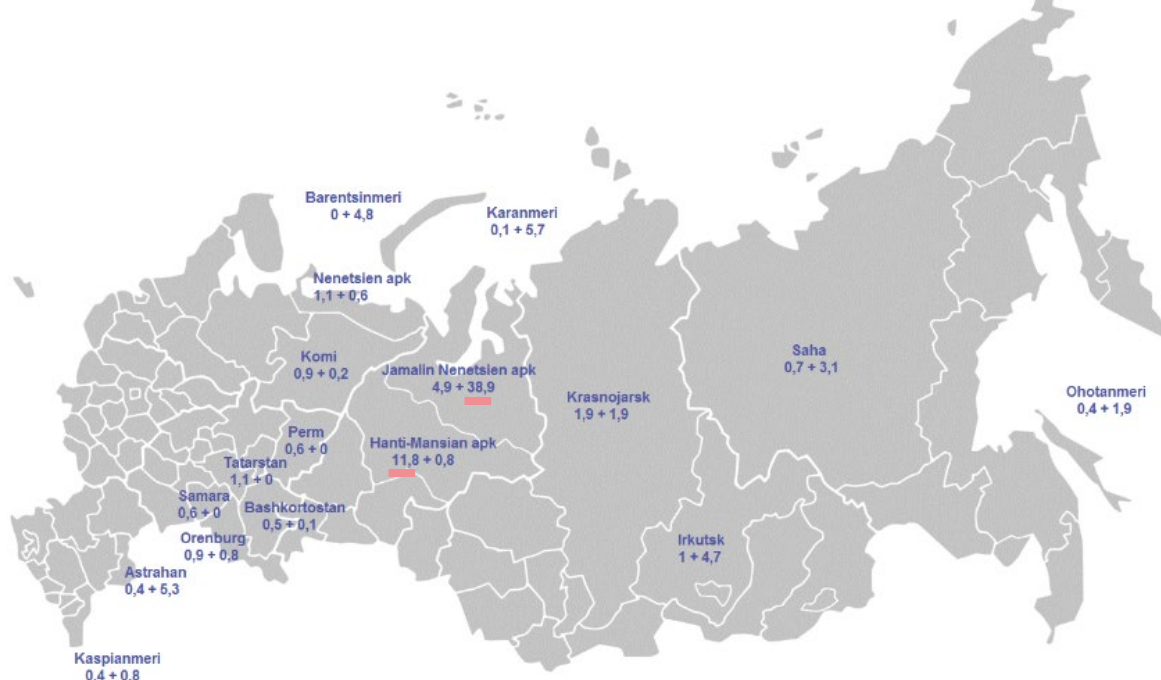 Barentsinmeri
0 + 4,8
Karanmeri
0,1 + 5,7
Nenetsien apk
1,1 + 0,6
Komi
0,9 + 0,2
Jamalin Nenetsien apk
4,9 + 38,9
Saha
0,7 + 3,1
Krasnojarsk
1,9 + 1,9
Ohotanmeri
0,4 + 1,9
Perm
0,6 + 0
Hanti-Mansian apk
11,8 + 0,8
Tatarstan
1,1 + 0
Samara
0,6 + 0
Bashkortostan
0,5 + 0,1
Orenburg
0,9 + 0,8
Irkutsk
1 + 4,7
Astrahan
0,4 + 5,3
Kaspianmeri
0,4 + 0,8